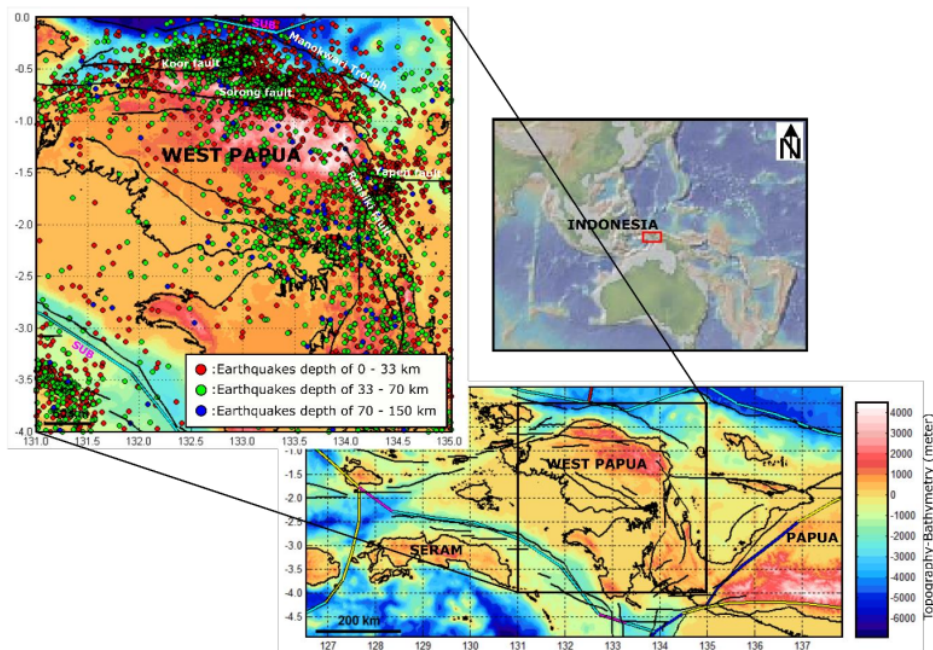 0.0
SUB
Manokwari Trough
-0.5
Koor fault
Sorong fault
-1.0
WEST PAPUA
Yapen fault
-1.5
Ransiki fault
-2.0
-2.5
-3.0
SUB
-3.5
-4.0
:Earthquakes depth of 0 - 33 km
:Earthquakes depth of 33 - 70 km
:Earthquakes depth of 70 - 150 km
131.0 131.5 132.0 132.5 133.0 133.5 134.0 134.5 135.0
N
INDONESIA
-1.0
-1.5
-2.0
-2.5
-3.0
-3.5
-4.0
-4.5
WEST PAPUA
PAPUA
SERAM
200 km
127 128 129 130 131 132 133 134 135 136 137
4000
3000
2000
1000
0
-1000
-2000
-3000
-4000
-5000
-6000
Topography-Bathymetry (meter)